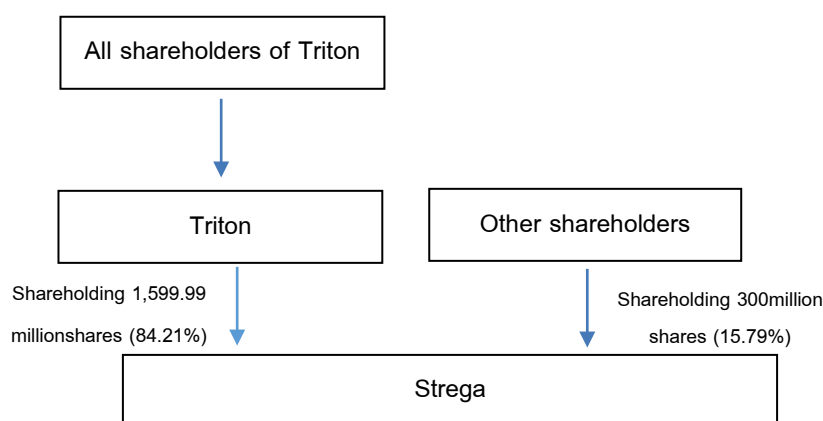 All shareholders of Triton
Triton
Other shareholders
Shareholding 1,599.99
millionshares (84.21%)
Shareholding 300million
shares (15.79%)
Strega